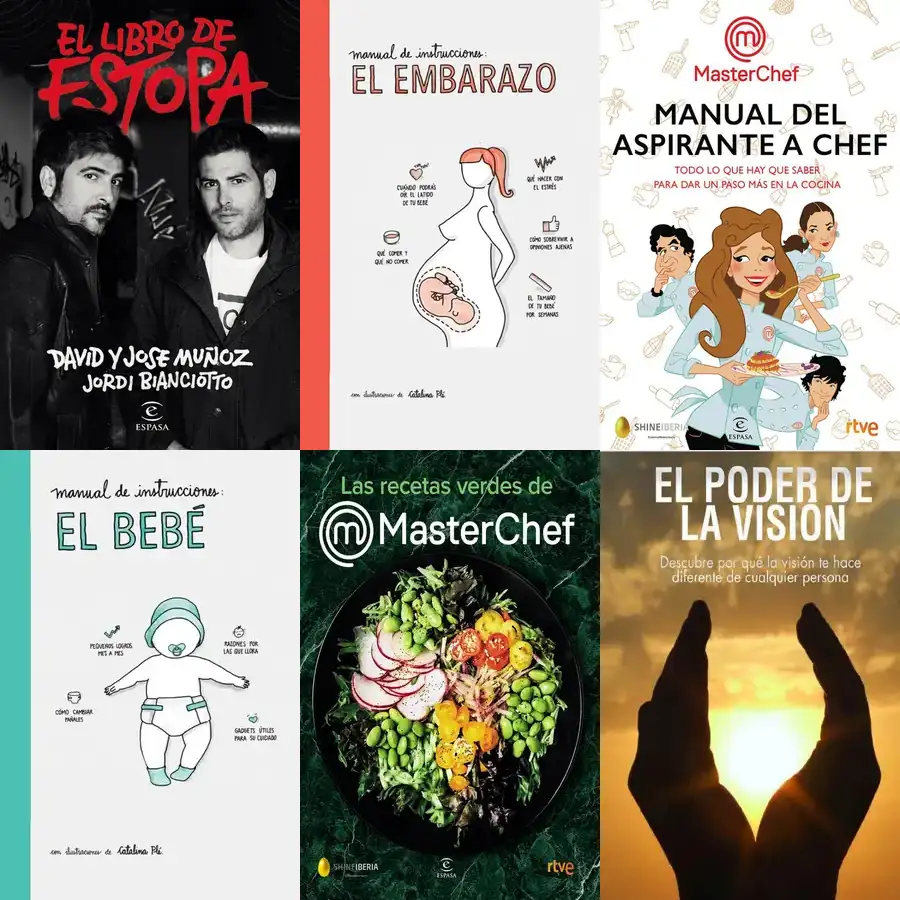 EL LIBRO DE
ESTOPA
DAVID Y JOSE MUÑOZ
JORDI BIANCIOTTO
ESPASA
manual de instrucciones:
EL EMBARAZO
CUÁNDO PODRÁS
OÍR EL LATIDO
DE TU BEBÉ
QUÉ HACER CON
EL ESTRÉS
QUÉ COMER Y
QUÉ NO COMER
CÓMO SOBREVIVIR A
OPINIONES AJENAS
EL TAMAÑO
DE TU BEBÉ
POR SEMANAS
con ilustraciones de Catalina Plé
MasterChef
MANUAL DEL
ASPIRANTE A CHEF
TODO LO QUE HAY QUE SABER
PARA DAR UN PASO MÁS EN LA COCINA
SHINEIBERIA
ESPASA
rtve
manual de instrucciones:
EL BEBÉ
PEQUEÑOS LOGROS
MES A MES
RAZONES POR
LAS QUE LLORA
CÓMO CAMBIAR
PAÑALES
GADGETS ÚTILES
PARA SU CUIDADO
con ilustraciones de Catalina Plé
Las recetas verdes de
MasterChef
SHINEIBERIA
ESPASA
rtve
EL PODER DE
LA VISIÓN
Descubre por qué la visión te hace
diferente de cualquier persona